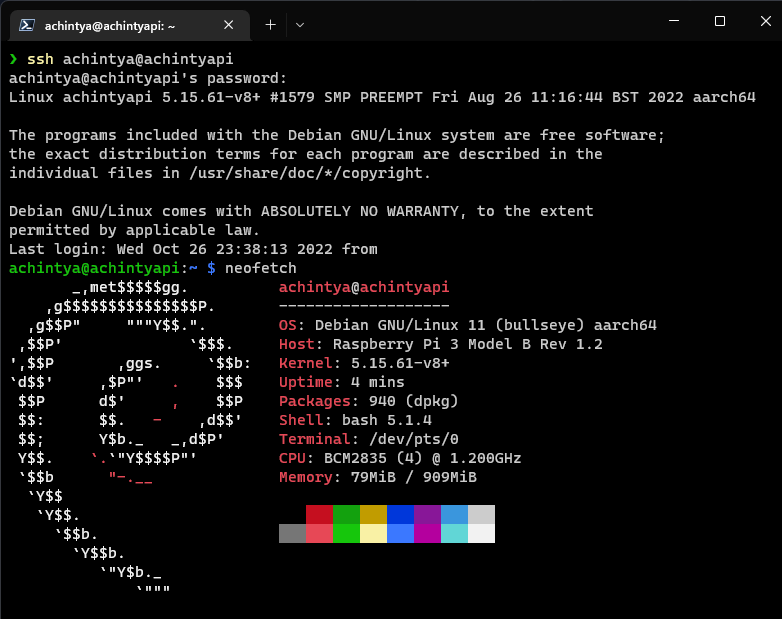 achintya@achintyapi: ~
❯ ssh achintya@achintyapi
achintya@achintyapi's password:
Linux achintyapi 5.15.61-v8+ #1579 SMP PREEMPT Fri Aug 26 11:16:44 BST 2022 aarch64
The programs included with the Debian GNU/Linux system are free software;
the exact distribution terms for each program are described in the
individual files in /usr/share/doc/*/copyright.
Debian GNU/Linux comes with ABSOLUTELY NO WARRANTY, to the extent
permitted by applicable law.
Last login: Wed Oct 26 23:38:13 2022 from
achintya@achintyapi:~ $ neofetch
       _,met$$$$$gg.          achintya@achintyapi
    ,g$$$$$$$$$$$$$$$P.       -------------------
  ,g$$P"     """Y$$.".        OS: Debian GNU/Linux 11 (bullseye) aarch64
 ,$$P'              `$$$.     Host: Raspberry Pi 3 Model B Rev 1.2
',$$P       ,ggs.     `$$b:   Kernel: 5.15.61-v8+
`d$$'     ,$P"'   .    $$$    Uptime: 4 mins
 $$P      d$'     ,    $$P    Packages: 940 (dpkg)
 $$:      $$.   -    ,d$$'    Shell: bash 5.1.4
 $$;      Y$b._   _,d$P'      Terminal: /dev/pts/0
 Y$$.    `.`"Y$$$$P"'         CPU: BCM2835 (4) @ 1.200GHz
 `$$b      "-.__              Memory: 79MiB / 909MiB
  `Y$$
   `Y$$.
     `$$b.
       `Y$$b.
          `"Y$b._
              `"""